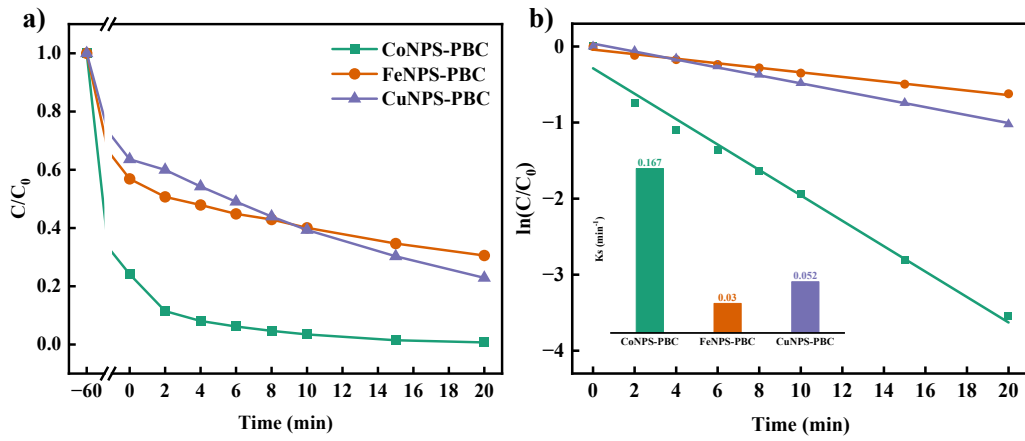 a)
CoNPS-PBC
FeNPS-PBC
CuNPS-PBC
C/C₀
1.0
0.8
0.6
0.4
0.2
0.0
−60 0 2 4 6 8 10 12 14 16 18 20
Time (min)
b)
ln(C/C₀)
0
−1
−2
−3
−4
Ks (min⁻¹)
0.167
0.03
0.052
CoNPS-PBC FeNPS-PBC CuNPS-PBC
0 2 4 6 8 10 12 14 16 18 20
Time (min)